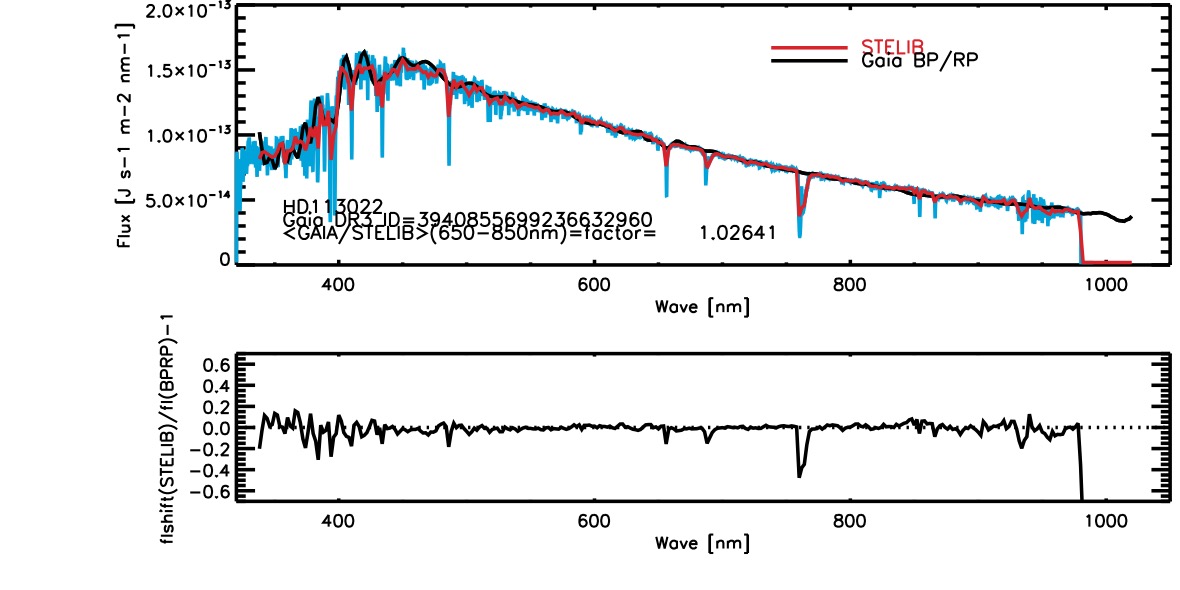 2.0×10⁻¹³
1.5×10⁻¹³
1.0×10⁻¹³
5.0×10⁻¹⁴
0
Flux [J s−1 m−2 nm−1]
STELIB
Gaia BP/RP
HD113022
Gaia DR3 ID=3940855699236632960
<GAIA/STELIB>(650−850nm)=factor= 1.02641
400 600 800 1000
Wave [nm]
0.6
0.4
0.2
0.0
−0.2
−0.4
−0.6
flshift(STELIB)/fl(BPRP)−1
400 600 800 1000
Wave [nm]